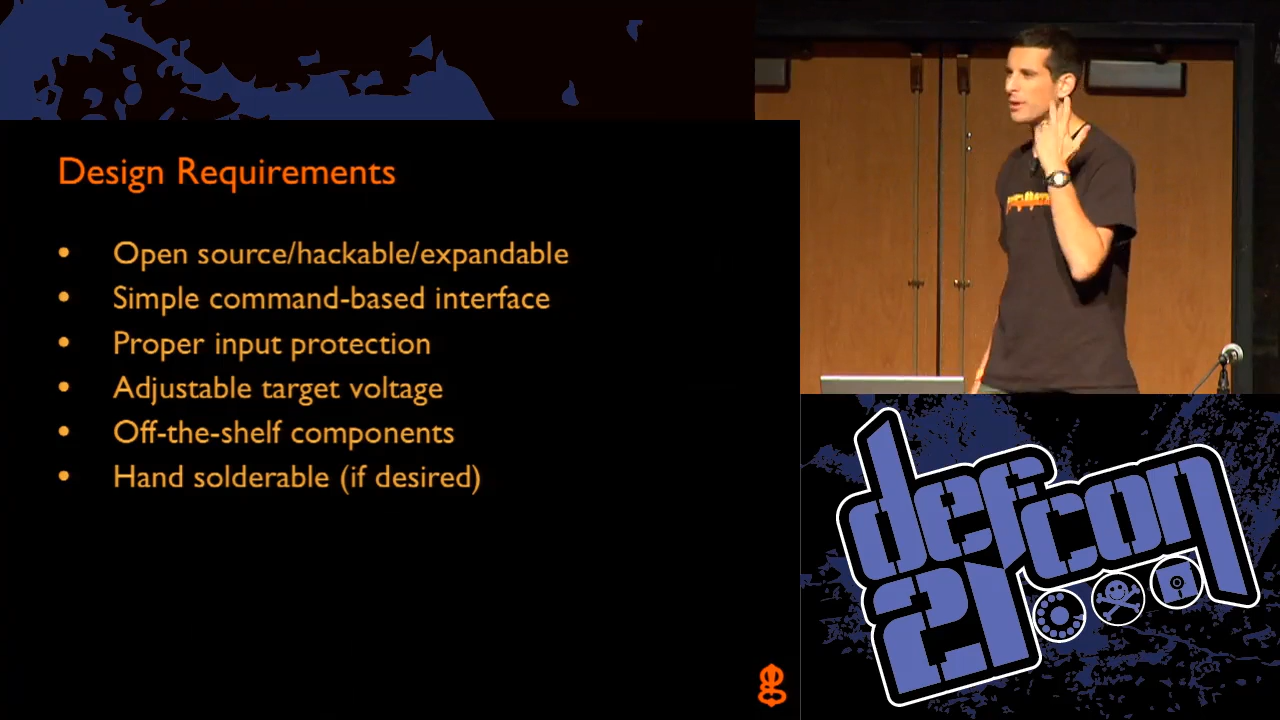 Design Requirements
• Open source/hackable/expandable
• Simple command-based interface
• Proper input protection
• Adjustable target voltage
• Off-the-shelf components
• Hand solderable (if desired)
defcon
21